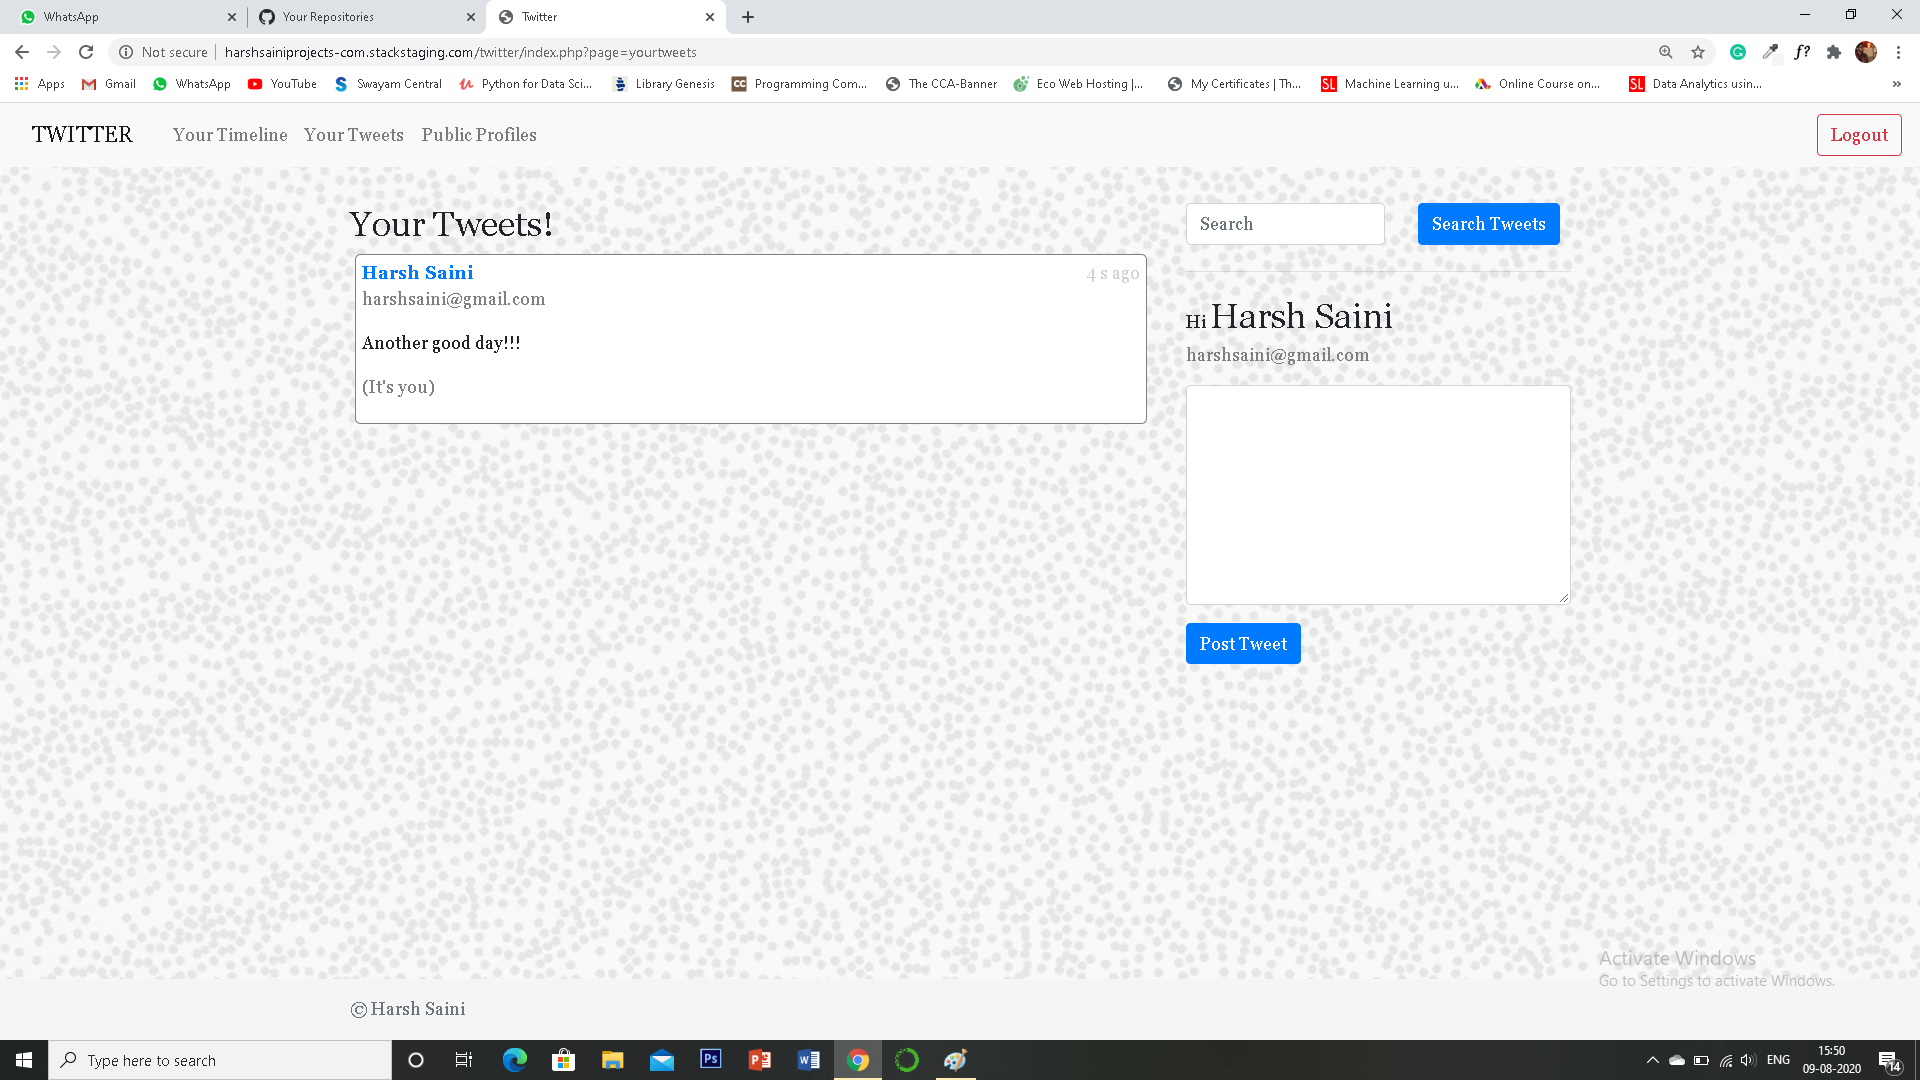 WhatsApp
Your Repositories
Twitter
Not secure
harshsainiprojects-com.stackstaging.com/twitter/index.php?page=yourtweets
f?
Apps
Gmail
WhatsApp
YouTube
Swayam Central
Python for Data Sci...
Library Genesis
CC
Programming Com...
The CCA-Banner
Eco Web Hosting |...
My Certificates | Th...
SL
Machine Learning u...
Online Course on...
SL
Data Analytics usin...
»
TWITTER
Your Timeline
Your Tweets
Public Profiles
Logout
Your Tweets!
Search
Search Tweets
Harsh Saini
4 s ago
harshsaini@gmail.com
Another good day!!!
(It's you)
Hi Harsh Saini
harshsaini@gmail.com
Post Tweet
Activate Windows
Go to Settings to activate Windows.
© Harsh Saini
Type here to search
Ps
ENG
15:50
09-08-2020
14